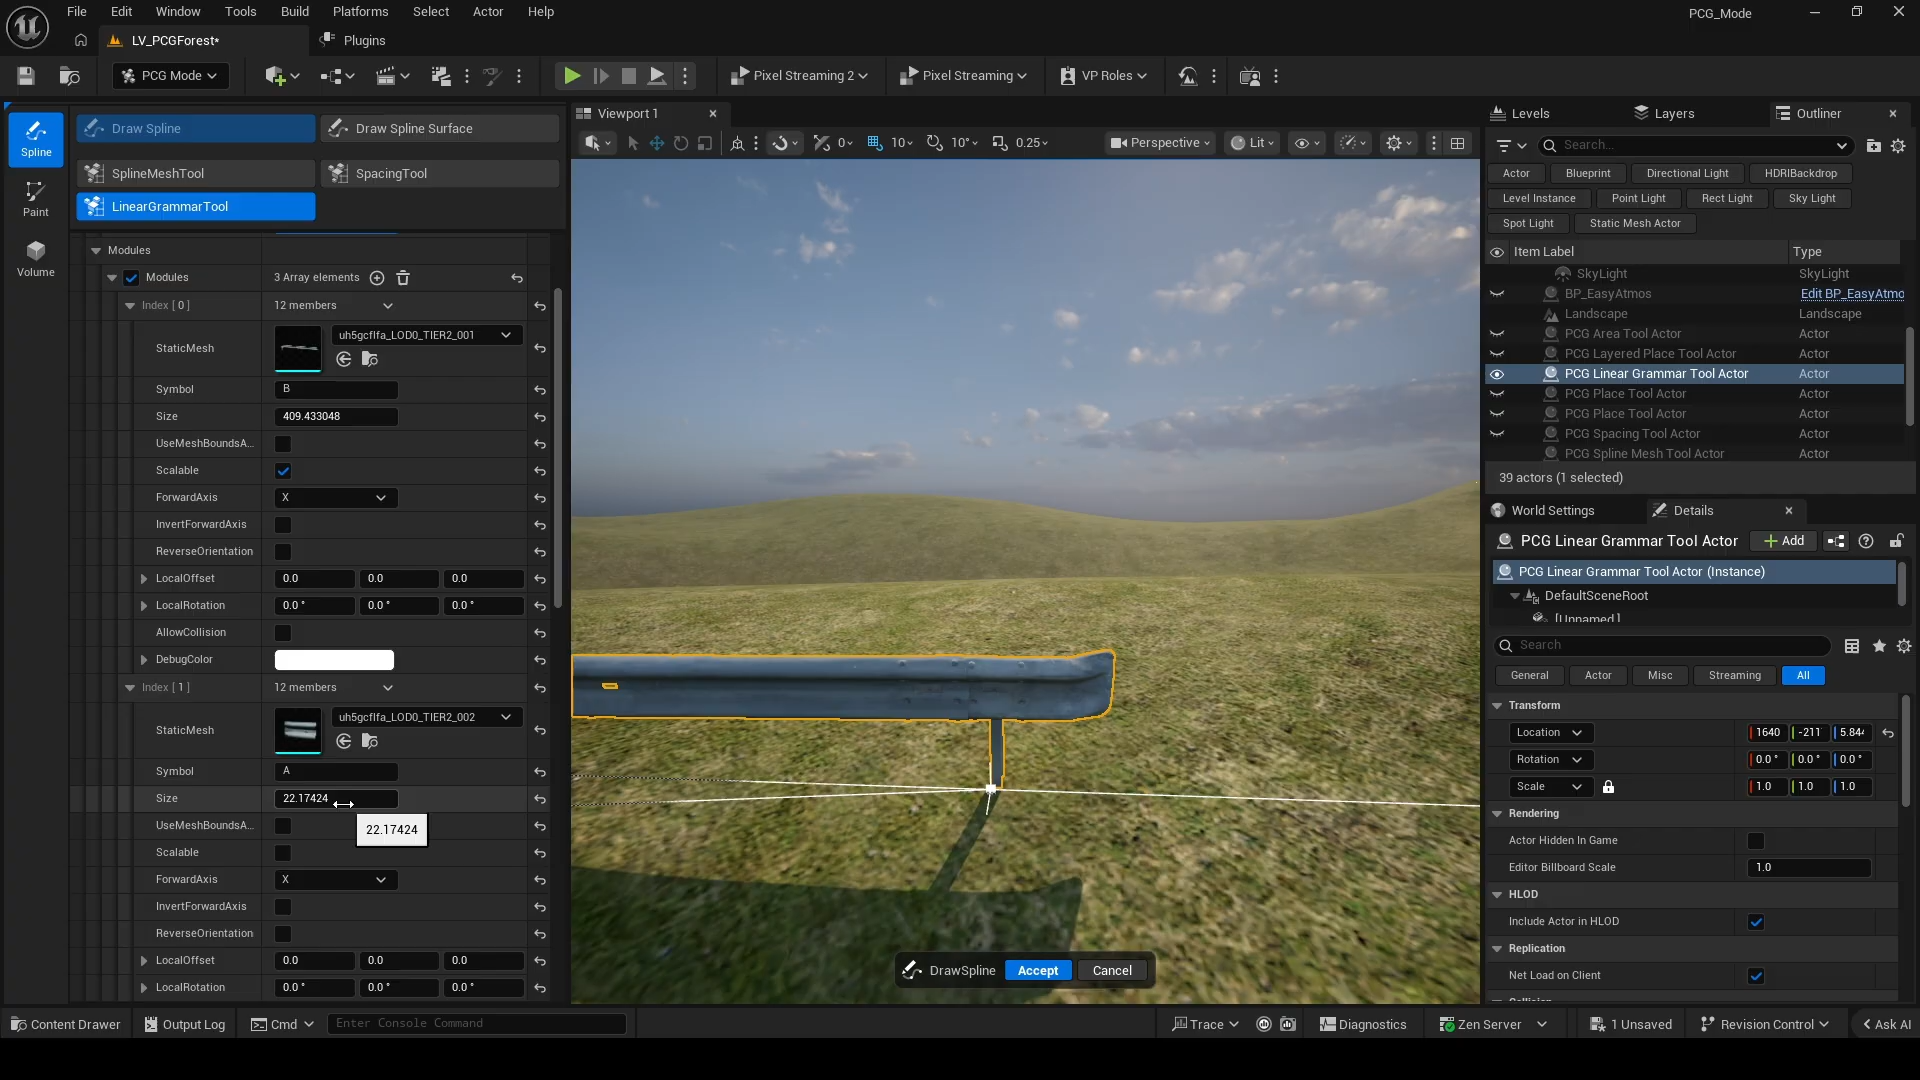 File Edit Window Tools Build Platforms Select Actor Help
PCG_Mode
LV_PCGForest*
Plugins
PCG Mode
Pixel Streaming 2
Pixel Streaming
VP Roles
Spline
Paint
Volume
Draw Spline
Draw Spline Surface
SplineMeshTool
SpacingTool
LinearGrammarTool
Modules
Modules 3 Array elements
Index [ 0 ] 12 members
StaticMesh uh5gcflfa_LOD0_TIER2_001
Symbol B
Size 409.433048
UseMeshBoundsA...
Scalable
ForwardAxis X
InvertForwardAxis
ReverseOrientation
LocalOffset 0.0 0.0 0.0
LocalRotation 0.0 ° 0.0 ° 0.0 °
AllowCollision
DebugColor
Index [ 1 ] 12 members
StaticMesh uh5gcflfa_LOD0_TIER2_002
Symbol A
Size 22.17424
22.17424
UseMeshBoundsA...
Scalable
ForwardAxis X
InvertForwardAxis
ReverseOrientation
LocalOffset 0.0 0.0 0.0
LocalRotation 0.0 ° 0.0 ° 0.0 °
Viewport 1
0 10 10° 0.25
Perspective
Lit
DrawSpline Accept Cancel
Levels
Layers
Outliner
Search...
Actor Blueprint Directional Light HDRIBackdrop
Level Instance Point Light Rect Light Sky Light
Spot Light Static Mesh Actor
Item Label Type
SkyLight SkyLight
BP_EasyAtmos Edit BP_EasyAtmo
Landscape Landscape
PCG Area Tool Actor Actor
PCG Layered Place Tool Actor Actor
PCG Linear Grammar Tool Actor Actor
PCG Place Tool Actor Actor
PCG Place Tool Actor Actor
PCG Spacing Tool Actor Actor
PCG Spline Mesh Tool Actor Actor
39 actors (1 selected)
World Settings
Details
PCG Linear Grammar Tool Actor
Add
PCG Linear Grammar Tool Actor (Instance)
DefaultSceneRoot
[Unnamed]
Search
General Actor Misc Streaming All
Transform
Location 1640 -211 5.844
Rotation 0.0 ° 0.0 ° 0.0 °
Scale 1.0 1.0 1.0
Rendering
Actor Hidden In Game
Editor Billboard Scale 1.0
HLOD
Include Actor in HLOD
Replication
Net Load on Client
Collision
Content Drawer
Output Log
Cmd
Enter Console Command
Trace
Diagnostics
Zen Server
1 Unsaved
Revision Control
Ask AI